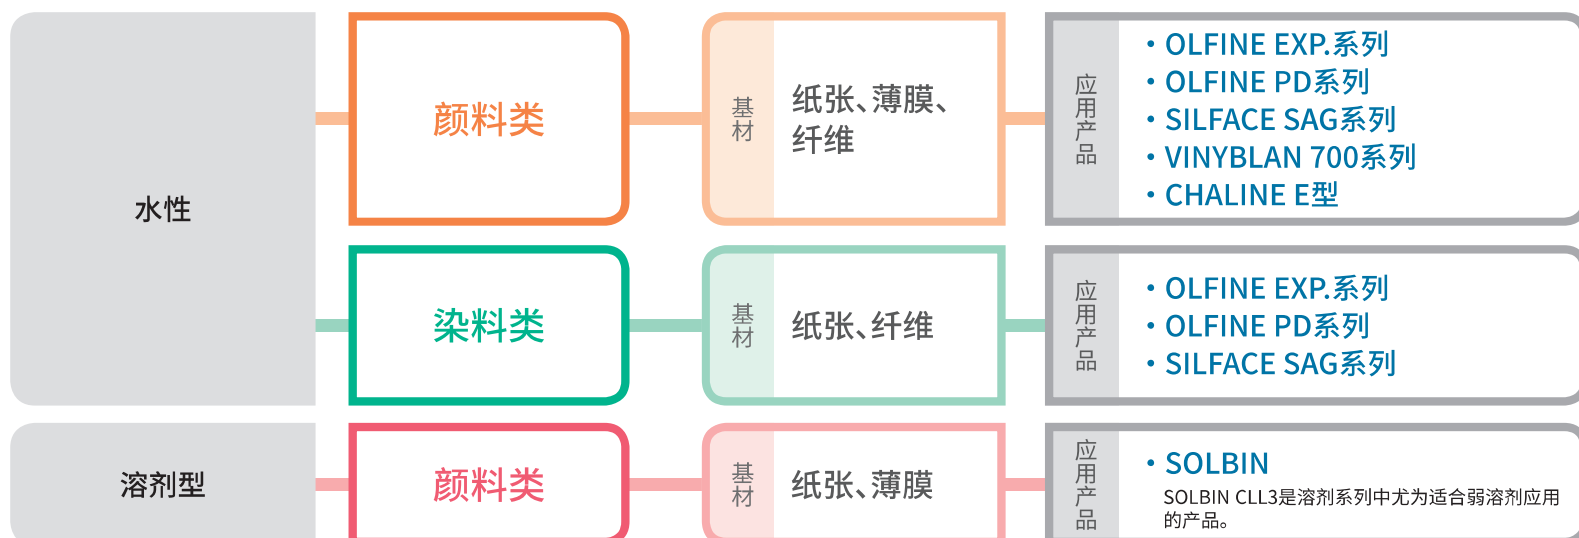 水性
颜料类
基材
纸张、薄膜、
纤维
应用产品
・OLFINE EXP.系列
・OLFINE PD系列
・SILFACE SAG系列
・VINYBLAN 700系列
・CHALINE E型
染料类
基材
纸张、纤维
应用产品
・OLFINE EXP.系列
・OLFINE PD系列
・SILFACE SAG系列
溶剂型
颜料类
基材
纸张、薄膜
应用产品
・SOLBIN
SOLBIN CLL3是溶剂系列中尤为适合弱溶剂应用
的产品。